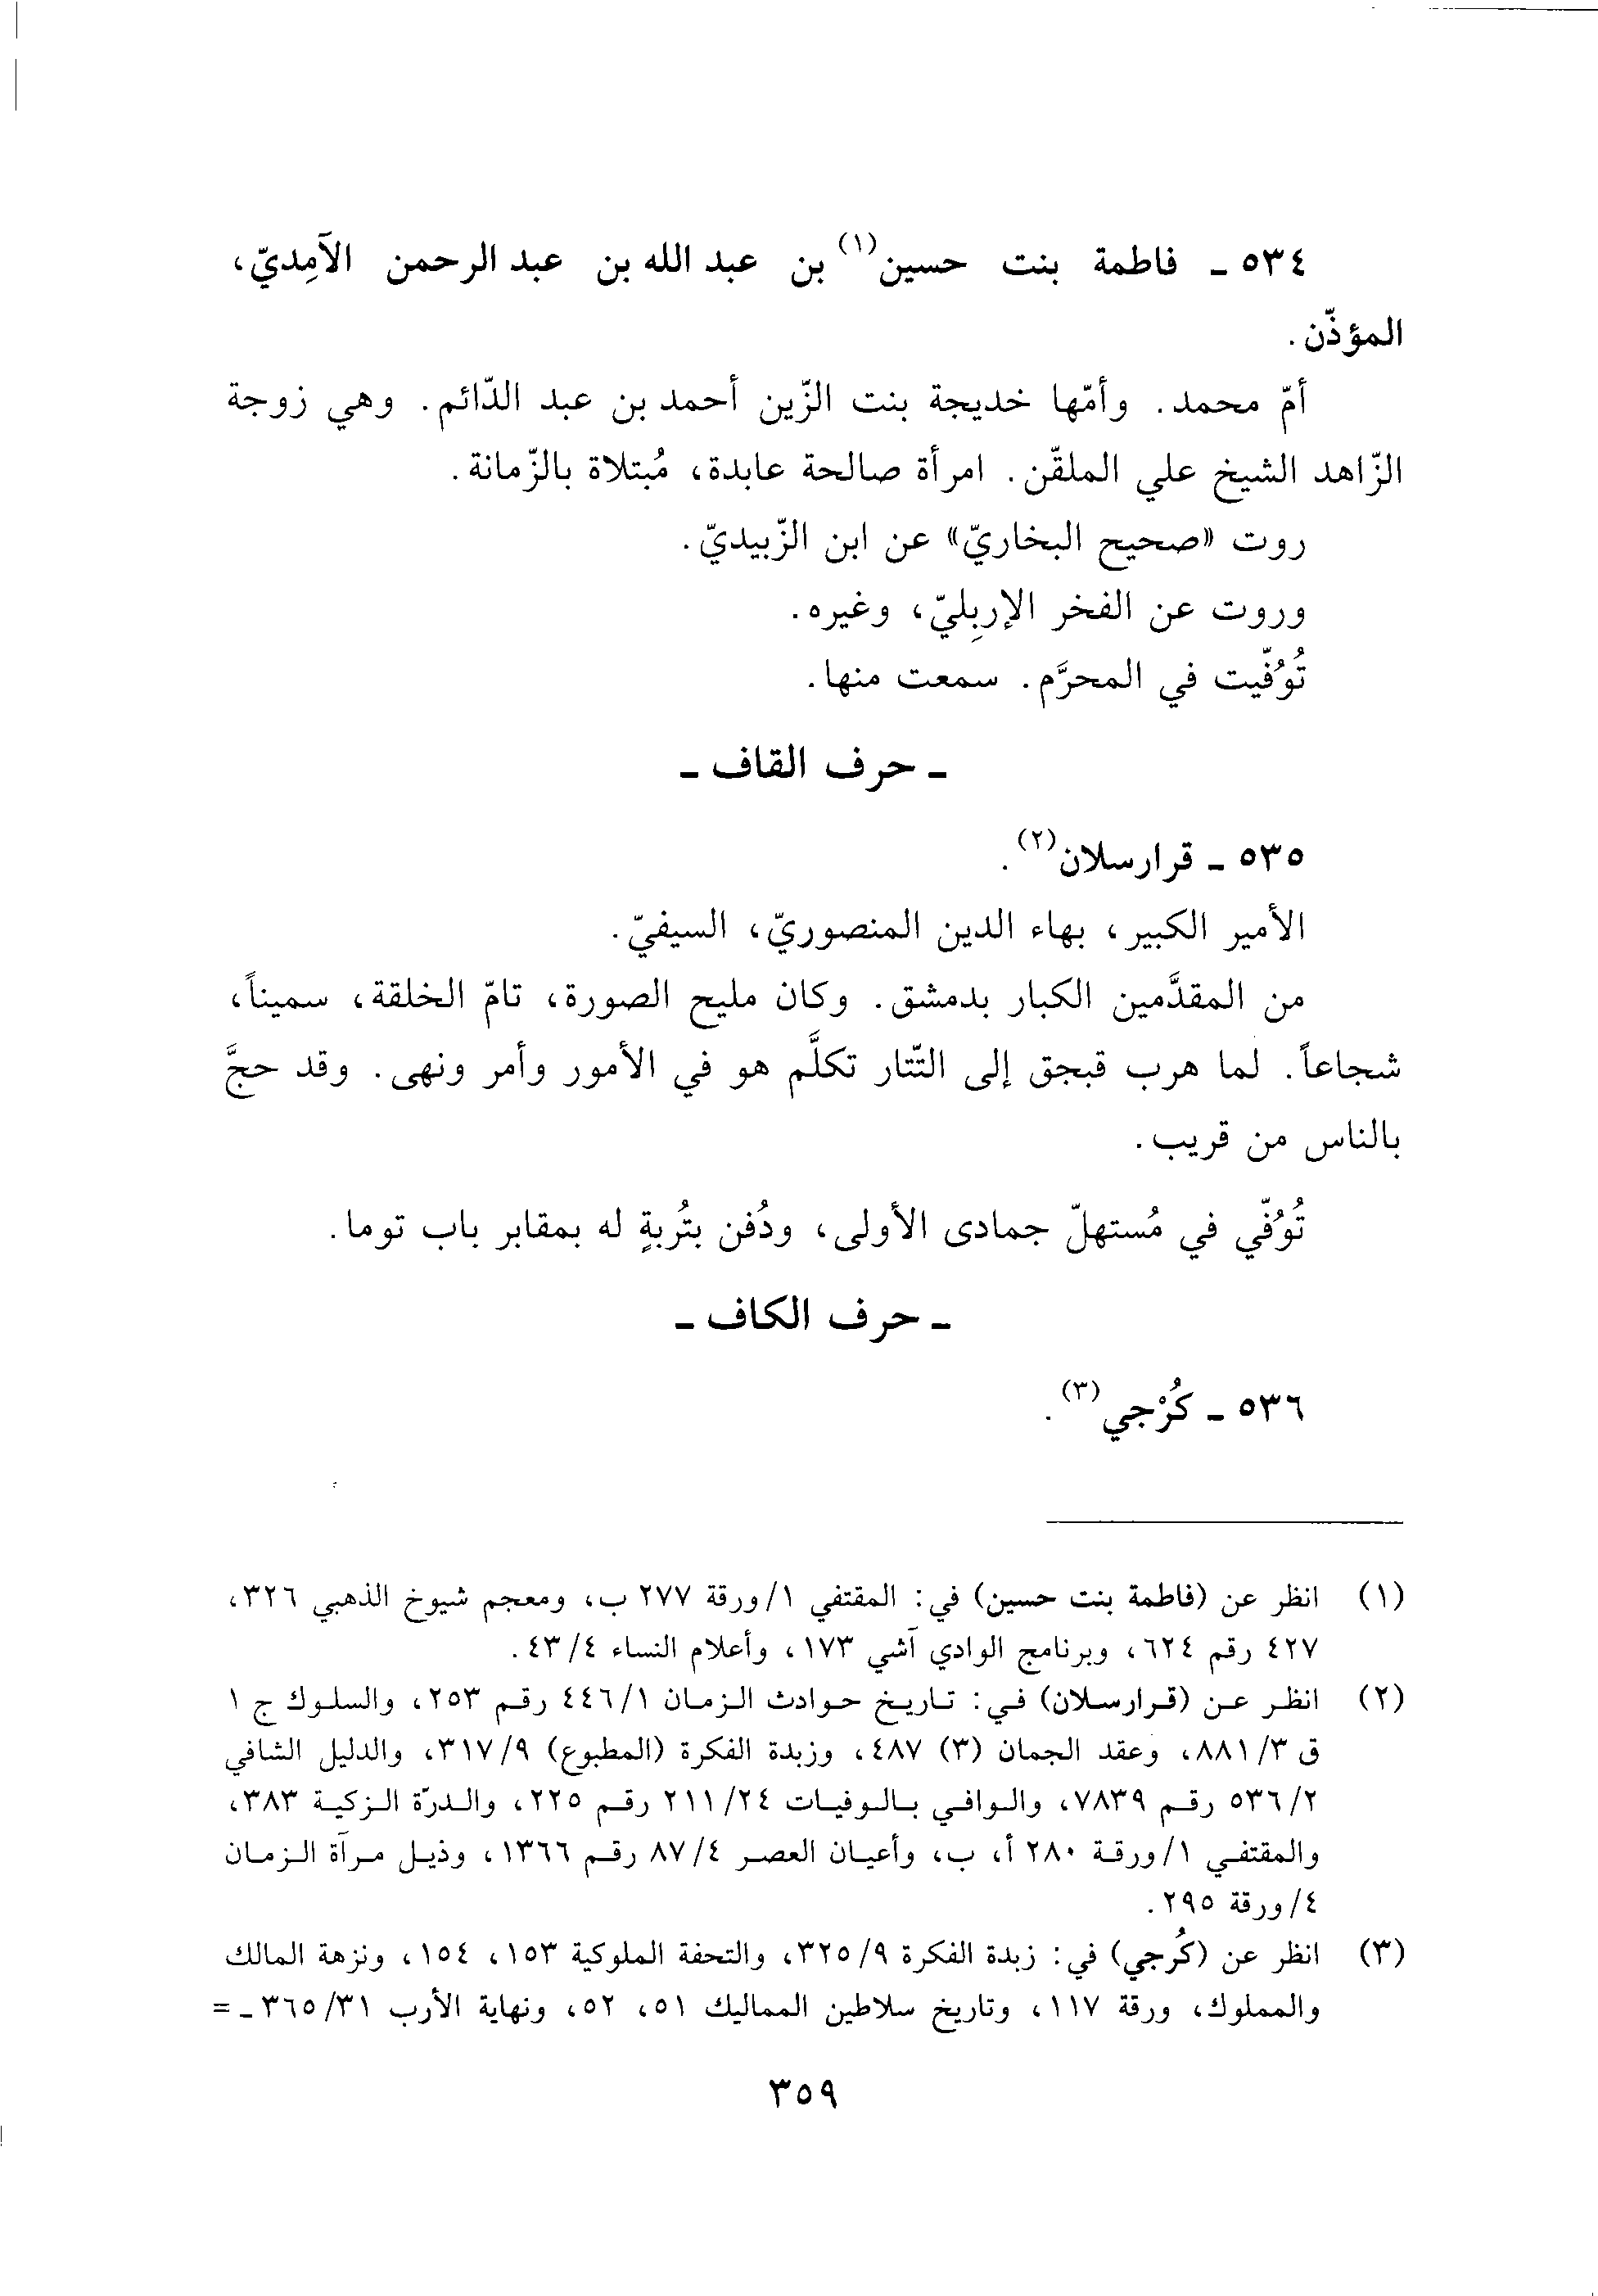 ٥٣٤ ـ فاطمة بنت حسين(١) بن عبد الله بن عبد الرحمن الآمِديّ،
المؤذّن.
أمّ محمد. وأمّها خديجة بنت الزّين أحمد بن عبد الدّائم. وهي زوجة
الزّاهد الشيخ علي الملقّن. امرأة صالحة عابدة، مُبتلاة بالزّمانة.
روت «صحيح البخاريّ» عن ابن الزّبيديّ.
وروت عن الفخر الإربِليّ، وغيره.
تُوُفّيت في المحرَّم. سمعت منها.
ـ حرف القاف ـ
٥٣٥ ـ قرارسلان(٢).
الأمير الكبير، بهاء الدين المنصوريّ، السيفيّ.
من المقدَّمين الكبار بدمشق. وكان مليح الصورة، تامّ الخلقة، سميناً،
شجاعاً. لما هرب قبجق إلى التّتار تكلَّم هو في الأمور وأمر ونهى. وقد حجَّ
بالناس من قريب.
تُوُفّي في مُستهلّ جمادى الأولى، ودُفن بتُربةٍ له بمقابر باب توما.
ـ حرف الكاف ـ
٥٣٦ ـ كُرْجي(٣).
(١) انظر عن (فاطمة بنت حسين) في: المقتفي ١/ورقة ٢٧٧ ب، ومعجم شيوخ الذهبي ٣٢٦،
٤٢٧ رقم ٦٢٤، وبرنامج الوادي آشي ١٧٣، وأعلام النساء ٤/٤٣.
(٢) انظر عن (قرارسلان) في: تاريخ حوادث الزمان ١/٤٤٦ رقم ٢٥٣، والسلوك ج ١
ق ٣/٨٨١، وعقد الجمان (٣) ٤٨٧، وزبدة الفكرة (المطبوع) ٩/٣١٧، والدليل الشافي
٢/٥٣٦ رقم ٧٨٣٩، والوافي بالوفيات ٢٤/٢١١ رقم ٢٢٥، والدرّة الزكية ٣٨٣،
والمقتفي ١/ورقة ٢٨٠ أ، ب، وأعيان العصر ٤/٨٧ رقم ١٣٦٦، وذيل مرآة الزمان
٤/ورقة ٢٩٥.
(٣) انظر عن (كُرجي) في: زبدة الفكرة ٩/٣٢٥، والتحفة الملوكية ١٥٣، ١٥٤، ونزهة المالك
والمملوك، ورقة ١١٧، وتاريخ سلاطين المماليك ٥١، ٥٢، ونهاية الأرب ٣١/٣٦٥ ـ =
٣٥٩